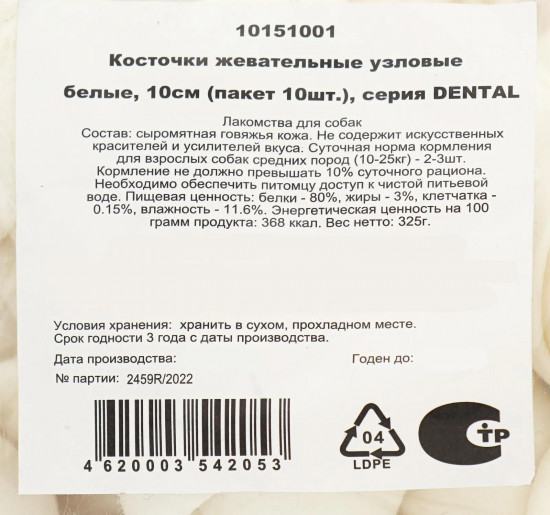 10151001
Косточки жевательные узловые
белые, 10см (пакет 10шт.), серия DENTAL
Лакомства для собак
Состав: сыромятная говяжья кожа. Не содержит искусственных
красителей и усилителей вкуса. Суточная норма кормления
для взрослых собак средних пород (10-25кг) - 2-3шт.
Кормление не должно превышать 10% суточного рациона.
Необходимо обеспечить питомцу доступ к чистой питьевой
воде. Пищевая ценность: белки - 80%, жиры - 3%, клетчатка -
0.15%, влажность - 11.6%. Энергетическая ценность на 100
грамм продукта: 368 ккал. Вес нетто: 325г.
Условия хранения: хранить в сухом, прохладном месте.
Срок годности 3 года с даты производства.
Дата производства: Годен до:
№ партии: 2459R/2022
4 620003 542053
04
LDPE
СТР